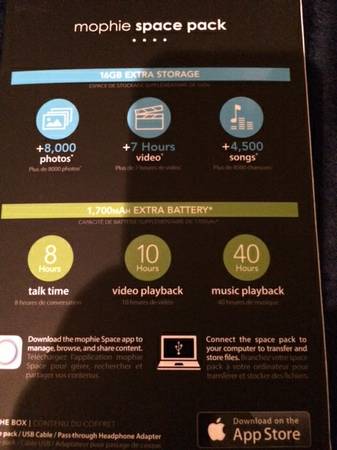 mophie space pack
16GB EXTRA STORAGE
ESPACE DE STOCKAGE SUPPLÉMENTAIRE DE
+8,000
photos*
Plus de 8000 photos*
+7 Hours
video*
Plus de 7 heures de vidéo*
+4,500
songs*
Plus de 4500 chansons*
1,700mAh EXTRA BATTERY*
CAPACITÉ DE BATTERIE SUPPLÉMENTAIRE DE 1700mAh*
8
Hours
talk time
8 heures de conversation
10
Hours
video playback
10 heures de vidéo
40
Hours
music playback
40 heures de musique
Download the mophie Space app to
manage, browse, and share content.
Téléchargez l'application mophie
Space pour gérer, rechercher et
partager vos contenus.
Connect the space pack to
your computer to transfer and
store files. Branchez votre space
pack à votre ordinateur pour
transférer et stocker des fichiers.
HE BOX | CONTENU DU COFFRET
e pack / USB Cable / Pass through Headphone Adapter
pack / Câble USB / Adaptateur pour casque
Download on the
App Store